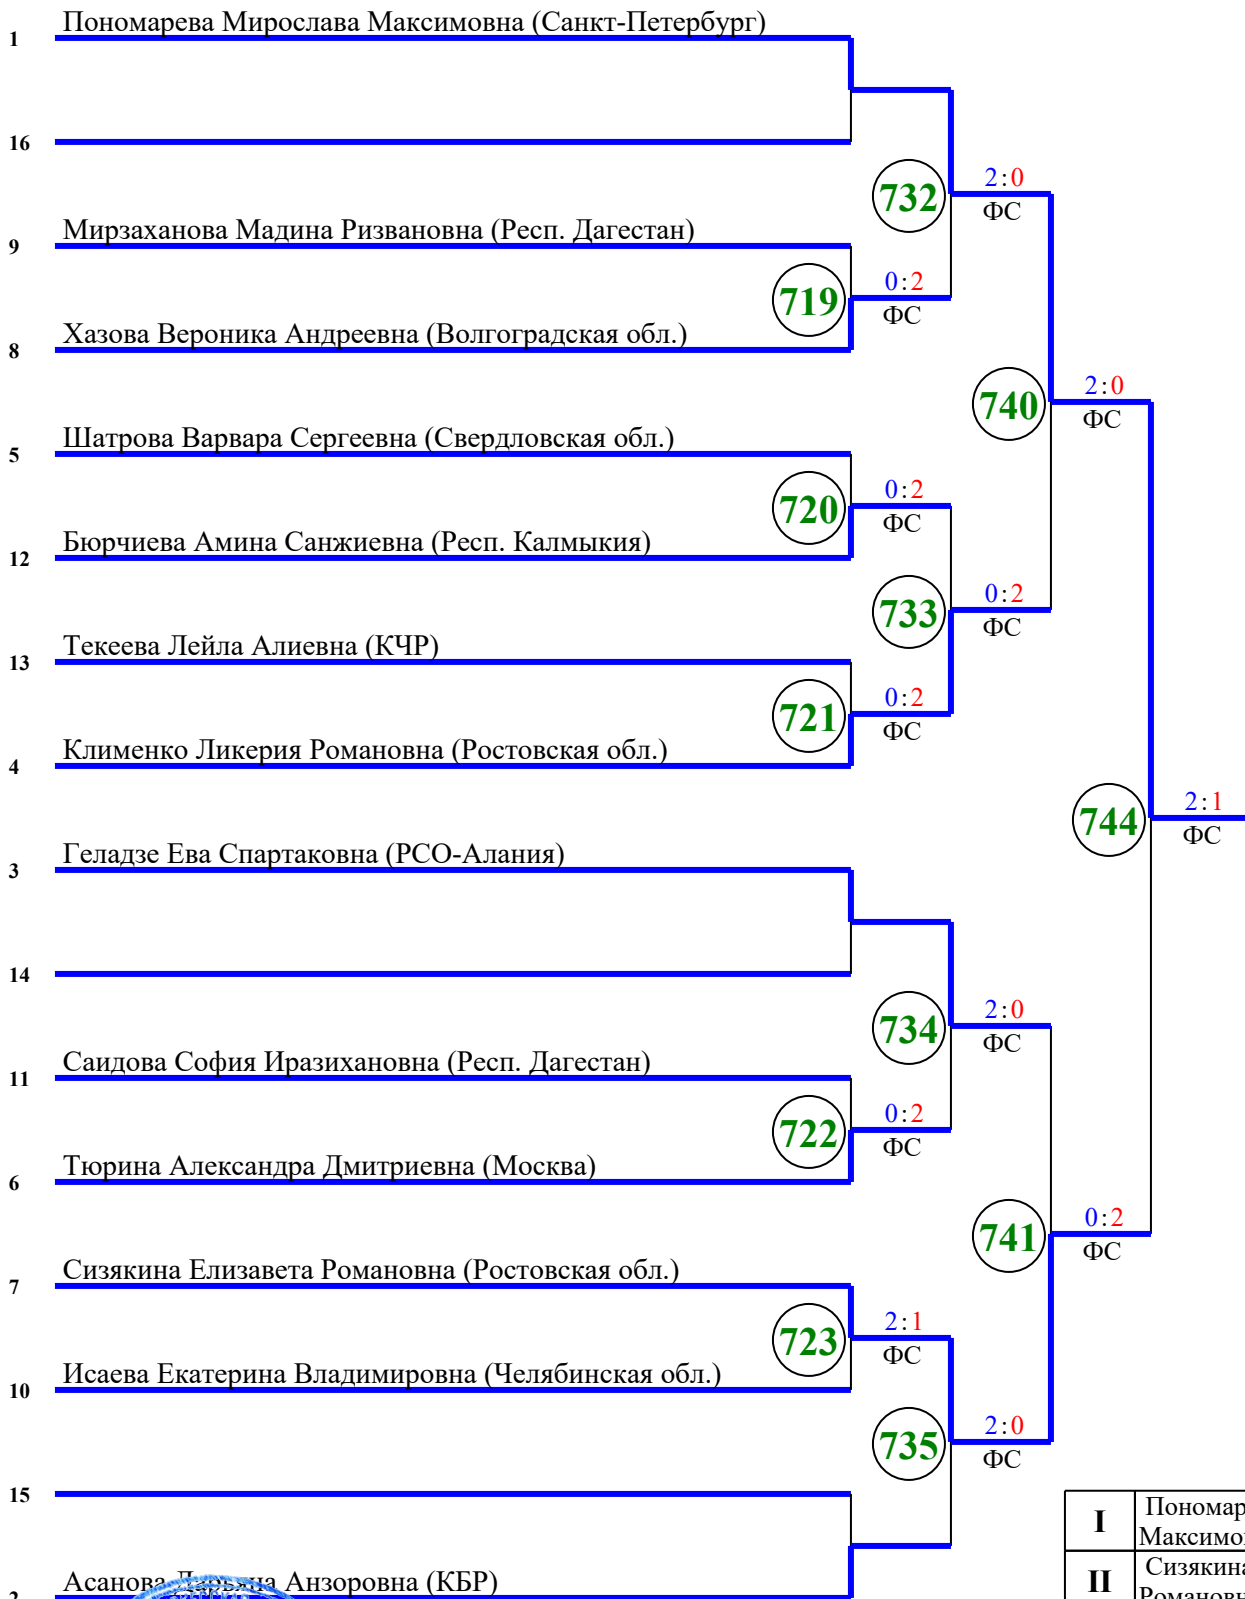 Пономарева Мирослава Максимовна (Санкт-Петербург)
1
16
732
2:0
ФС
Мирзаханова Мадина Ризвановна (Респ. Дагестан)
9
719
0:2
ФС
Хазова Вероника Андреевна (Волгоградская обл.)
8
740
2:0
ФС
Шатрова Варвара Сергеевна (Свердловская обл.)
5
720
0:2
ФС
Бюрчиева Амина Санжиевна (Респ. Калмыкия)
12
733
0:2
ФС
Текеева Лейла Алиевна (КЧР)
13
721
0:2
ФС
Клименко Ликерия Романовна (Ростовская обл.)
4
744
2:1
ФС
Геладзе Ева Спартаковна (РСО-Алания)
3
14
734
2:0
ФС
Саидова София Иразихановна (Респ. Дагестан)
11
722
0:2
ФС
Тюрина Александра Дмитриевна (Москва)
6
741
0:2
ФС
Сизякина Елизавета Романовна (Ростовская обл.)
7
723
2:1
ФС
Исаева Екатерина Владимировна (Челябинская обл.)
10
735
2:0
ФС
15
I
Пономар
Максимо
Асанова Дарьяна Анзоровна (КБР)
2
II
Сизякина
Романовн